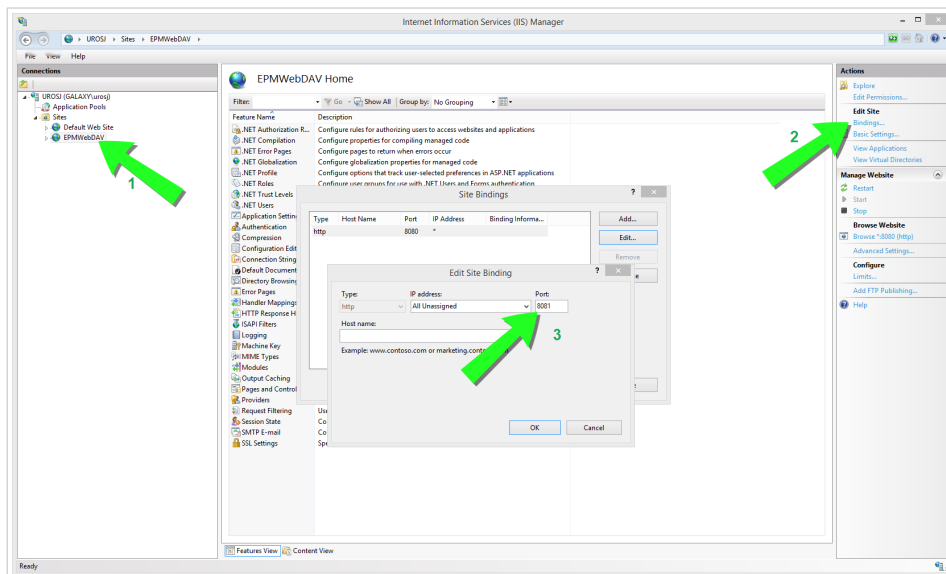 Internet Information Services (IIS) Manager
UROSJ Sites EPMWebDAV
File View Help
Connections
UROSJ (GALAXY\urosj)
Application Pools
Sites
Default Web Site
EPMWebDAV
1
EPMWebDAV Home
Filter: Go Show All Group by: No Grouping
Feature Name Description
.NET Authorization R... Configure rules for authorizing users to access websites and applications
.NET Compilation Configure properties for compiling managed code
.NET Error Pages Configure pages to return when errors occur
.NET Globalization Configure globalization properties for managed code
.NET Profile Configure options that track user-selected preferences in ASP.NET applications
.NET Roles Configure user groups for use with .NET Users and Forms authentication
.NET Trust Levels
.NET Users
Application Settin
Authentication
Compression
Configuration Edit
Connection String
Default Document
Directory Browsing
Error Pages
Handler Mappings
HTTP Response H
ISAPI Filters
Logging
Machine Key
MIME Types
Modules
Output Caching
Pages and Control
Providers
Request Filtering
Session State Co
SMTP E-mail Co
SSL Settings
Site Bindings
? ×
Type Host Name Port IP Address Binding Informa...
http 8080 *
Add...
Edit...
Remove
Edit Site Binding
? ×
Type: IP address: Port:
http All Unassigned 8081
Host name:
3
Example: www.contoso.com or marketing.cont
OK Cancel
Features View Content View
Ready
Actions
Explore
Edit Permissions...
Edit Site
Bindings...
Basic Settings...
2
View Applications
View Virtual Directories
Manage Website
Restart
Start
Stop
Browse Website
Browse *:8080 (http)
Advanced Settings...
Configure
Limits...
Add FTP Publishing...
Help